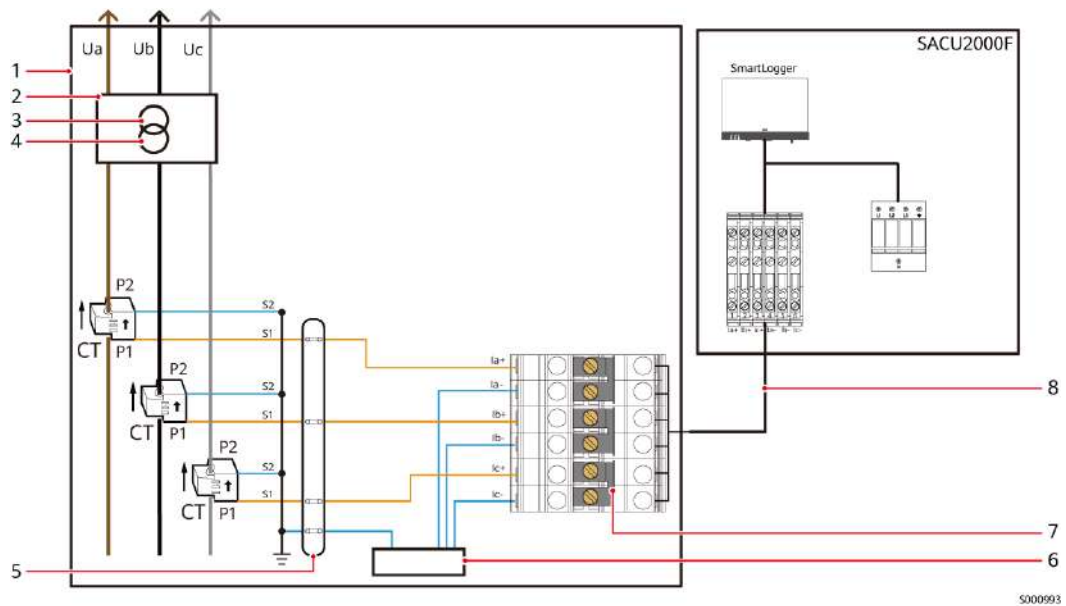 SACU2000F
Ua
Ub
Uc
SmartLogger
1
2
3
4
P2
S2
S1
CT
P1
P2
S2
S1
CT
P1
P2
S2
S1
CT
P1
Ia+
Ia-
Ib+
Ib-
Ic+
Ic-
8
7
6
5
S000993